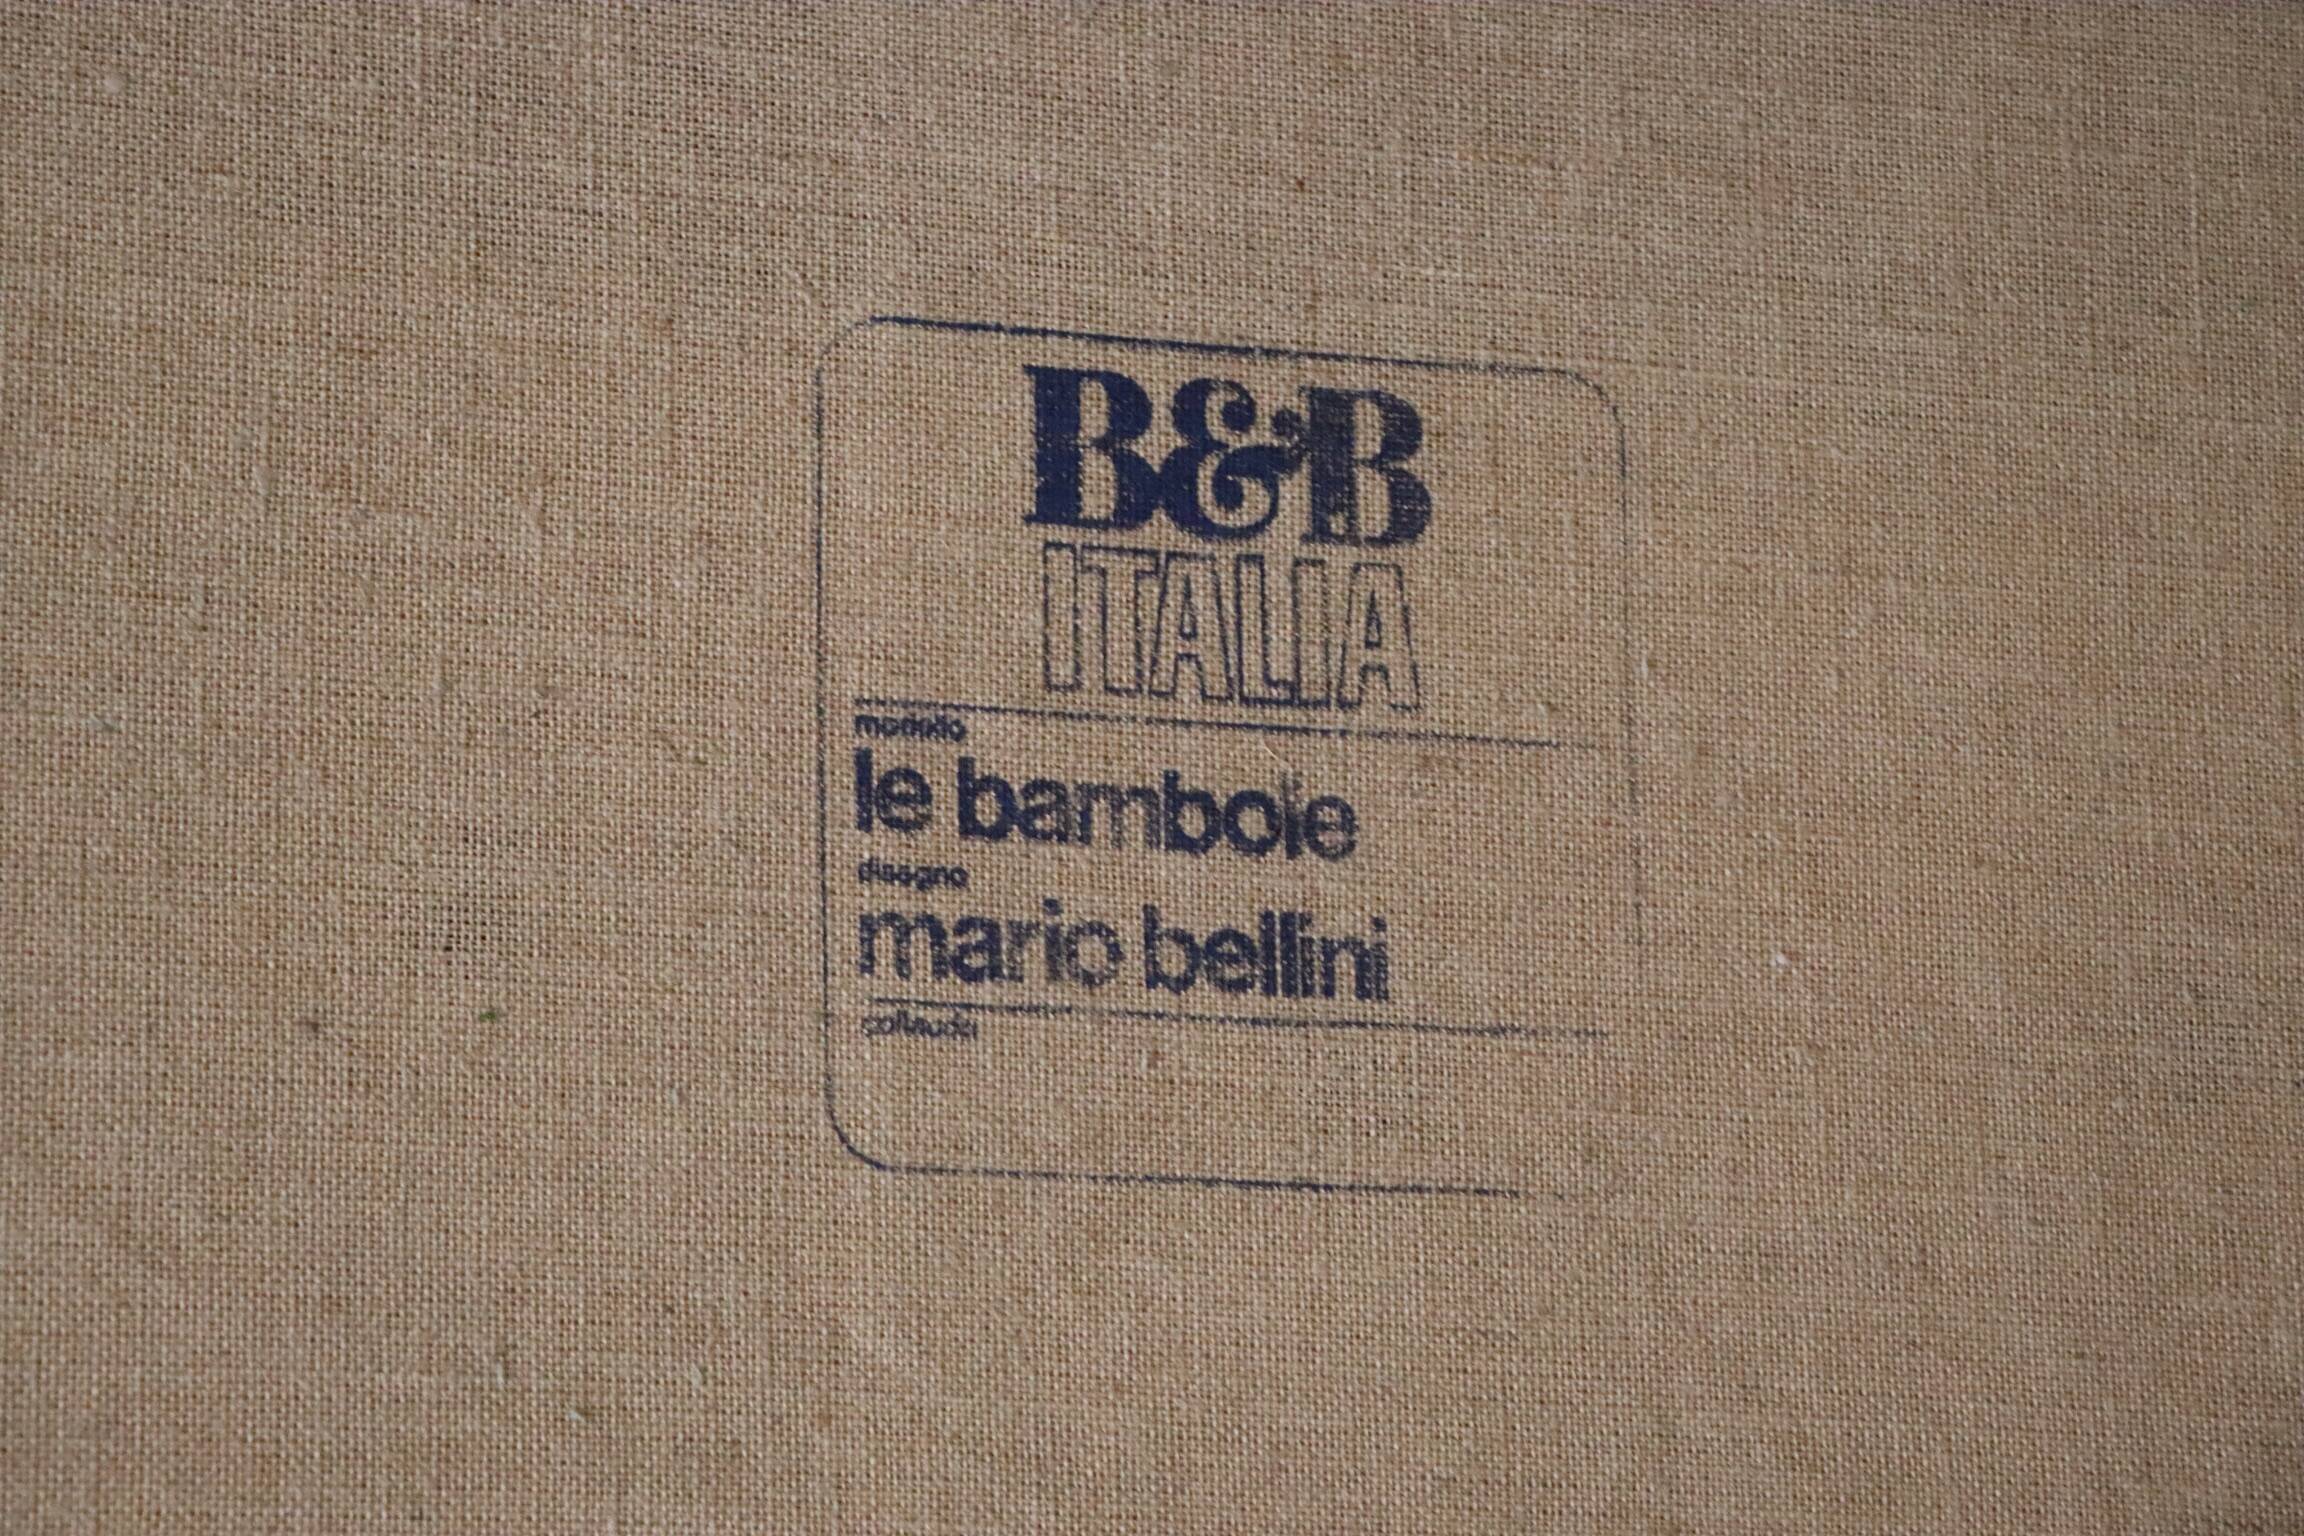 B&B
ITALIA
modello
le bambole
disegno
mario bellini
collaudo